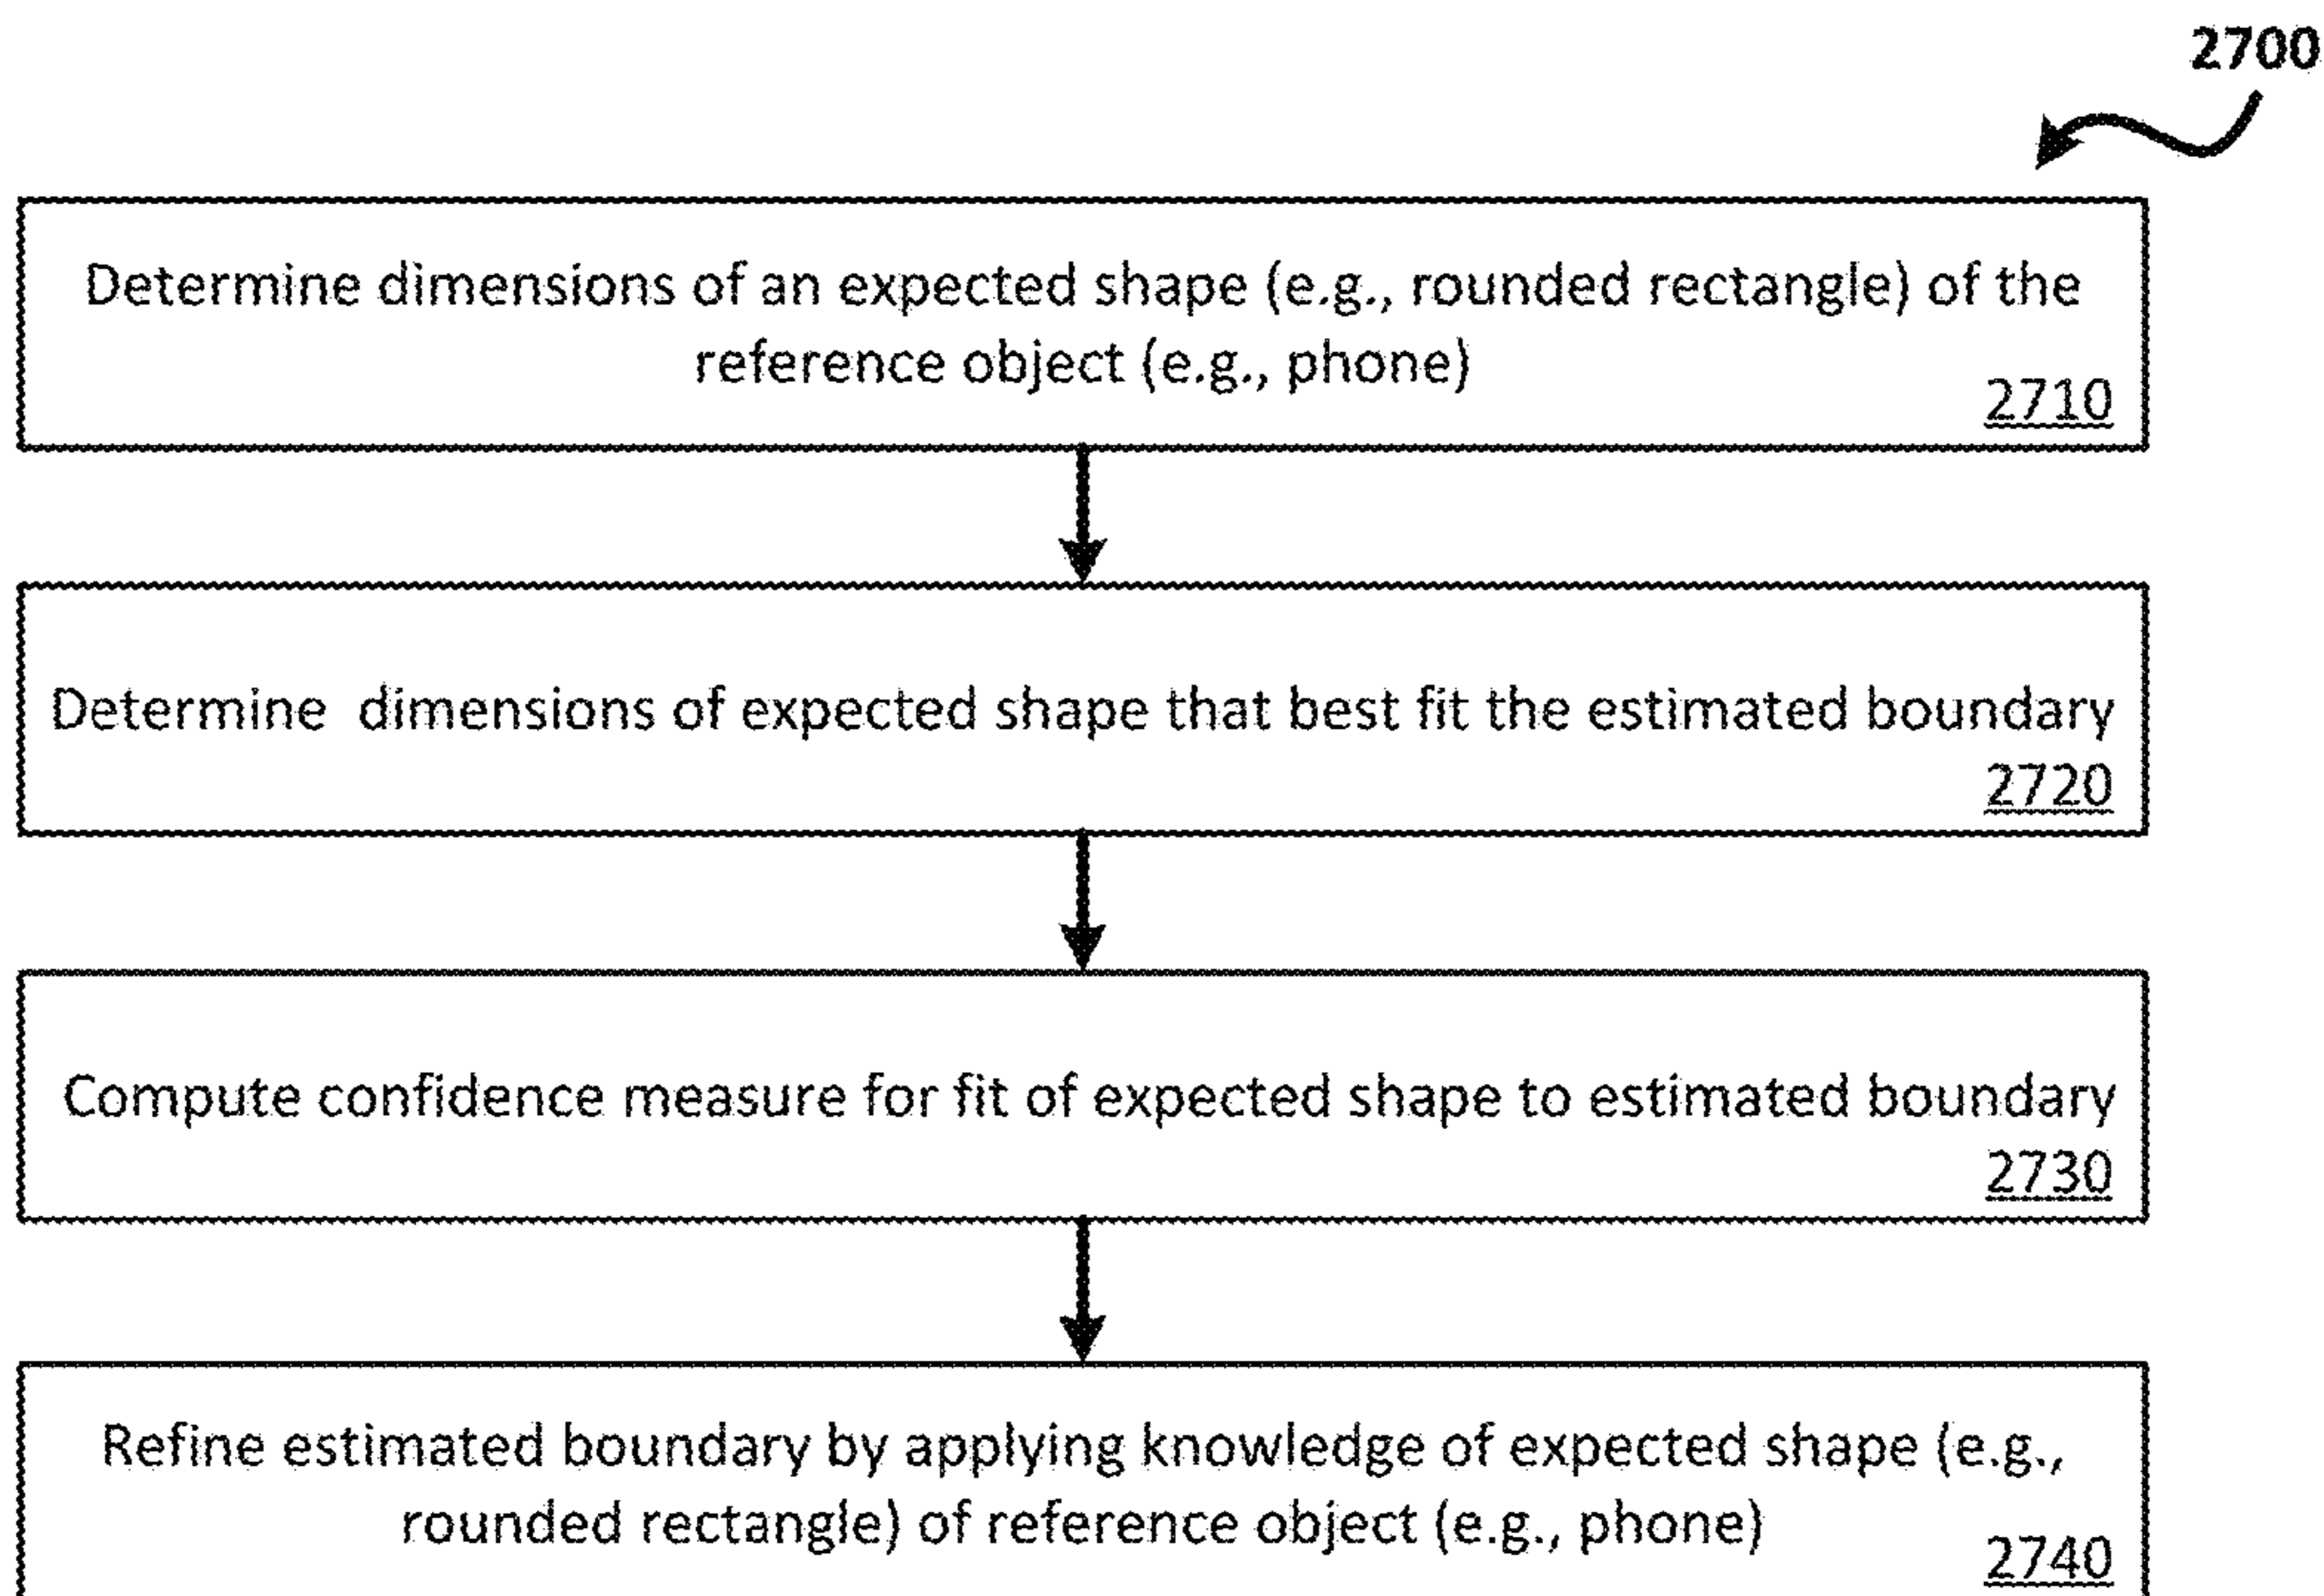 2700
Determine dimensions of an expected shape (e.g., rounded rectangle) of the
reference object (e.g., phone)
2710
Determine dimensions of expected shape that best fit the estimated boundary
2720
Compute confidence measure for fit of expected shape to estimated boundary
2730
Refine estimated boundary by applying knowledge of expected shape (e.g.,
rounded rectangle) of reference object (e.g., phone)
2740